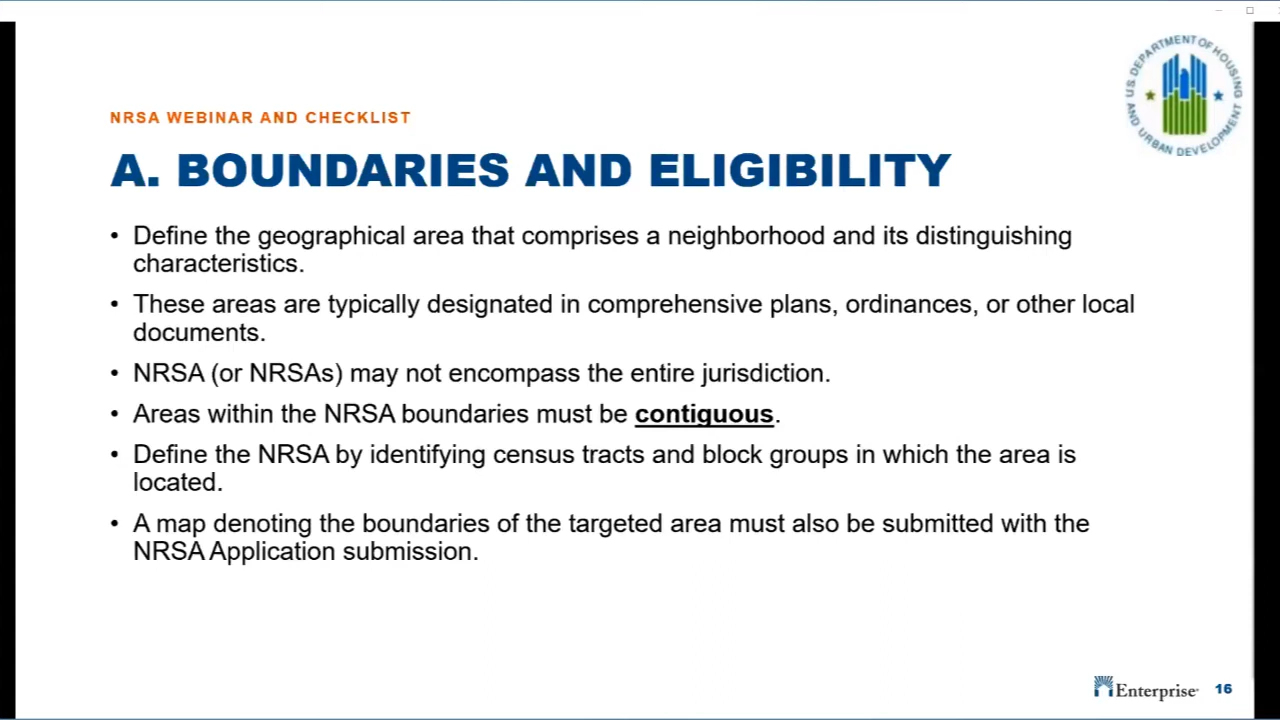 U.S. DEPARTMENT OF HOUSING
AND URBAN DEVELOPMENT
NRSA WEBINAR AND CHECKLIST
A. BOUNDARIES AND ELIGIBILITY
• Define the geographical area that comprises a neighborhood and its distinguishing
characteristics.
• These areas are typically designated in comprehensive plans, ordinances, or other local
documents.
• NRSA (or NRSAs) may not encompass the entire jurisdiction.
• Areas within the NRSA boundaries must be contiguous.
• Define the NRSA by identifying census tracts and block groups in which the area is
located.
• A map denoting the boundaries of the targeted area must also be submitted with the
NRSA Application submission.
Enterprise 16